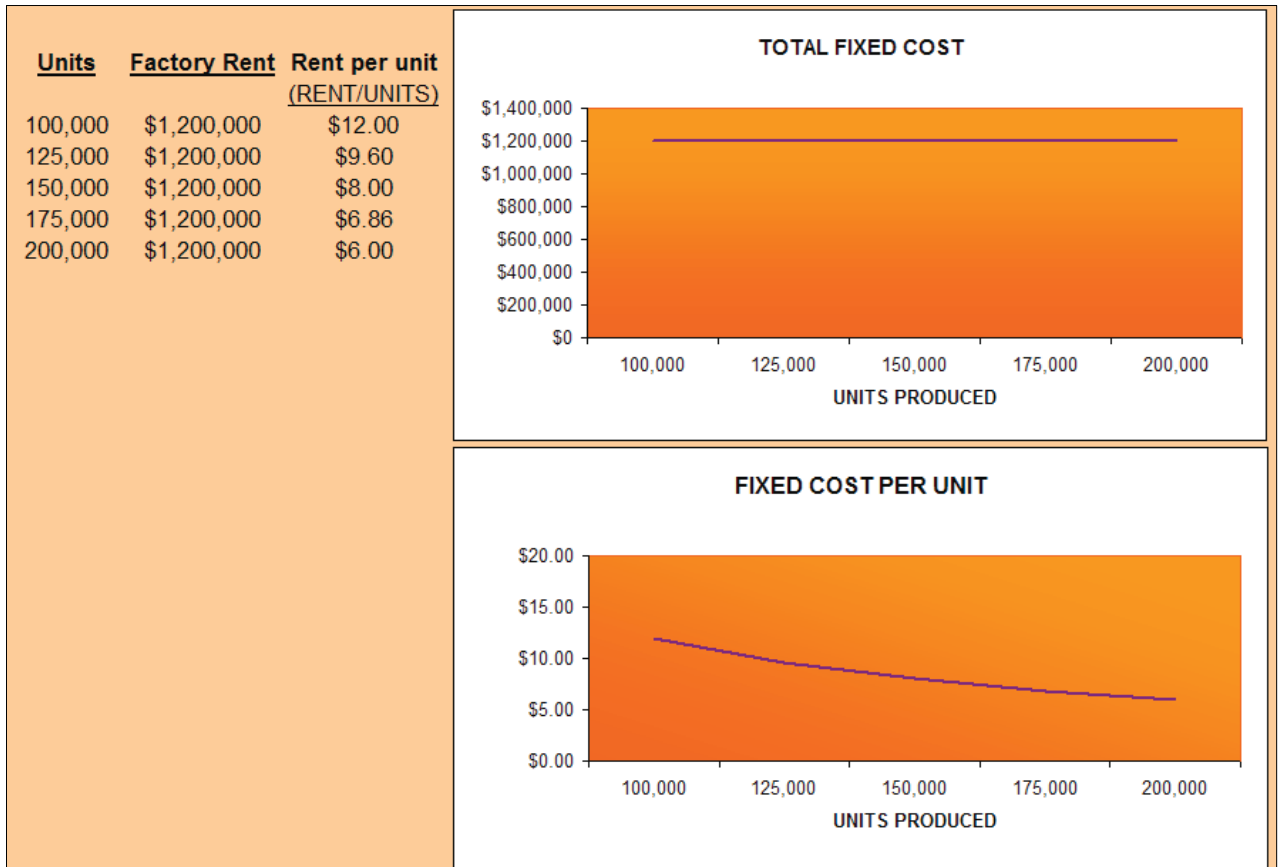 Units Factory Rent Rent per unit
(RENT/UNITS)
100,000 $1,200,000 $12.00
125,000 $1,200,000 $9.60
150,000 $1,200,000 $8.00
175,000 $1,200,000 $6.86
200,000 $1,200,000 $6.00
TOTAL FIXED COST
$1,400,000
$1,200,000
$1,000,000
$800,000
$600,000
$400,000
$200,000
$0
100,000 125,000 150,000 175,000 200,000
UNITS PRODUCED
FIXED COST PER UNIT
$20.00
$15.00
$10.00
$5.00
$0.00
100,000 125,000 150,000 175,000 200,000
UNITS PRODUCED